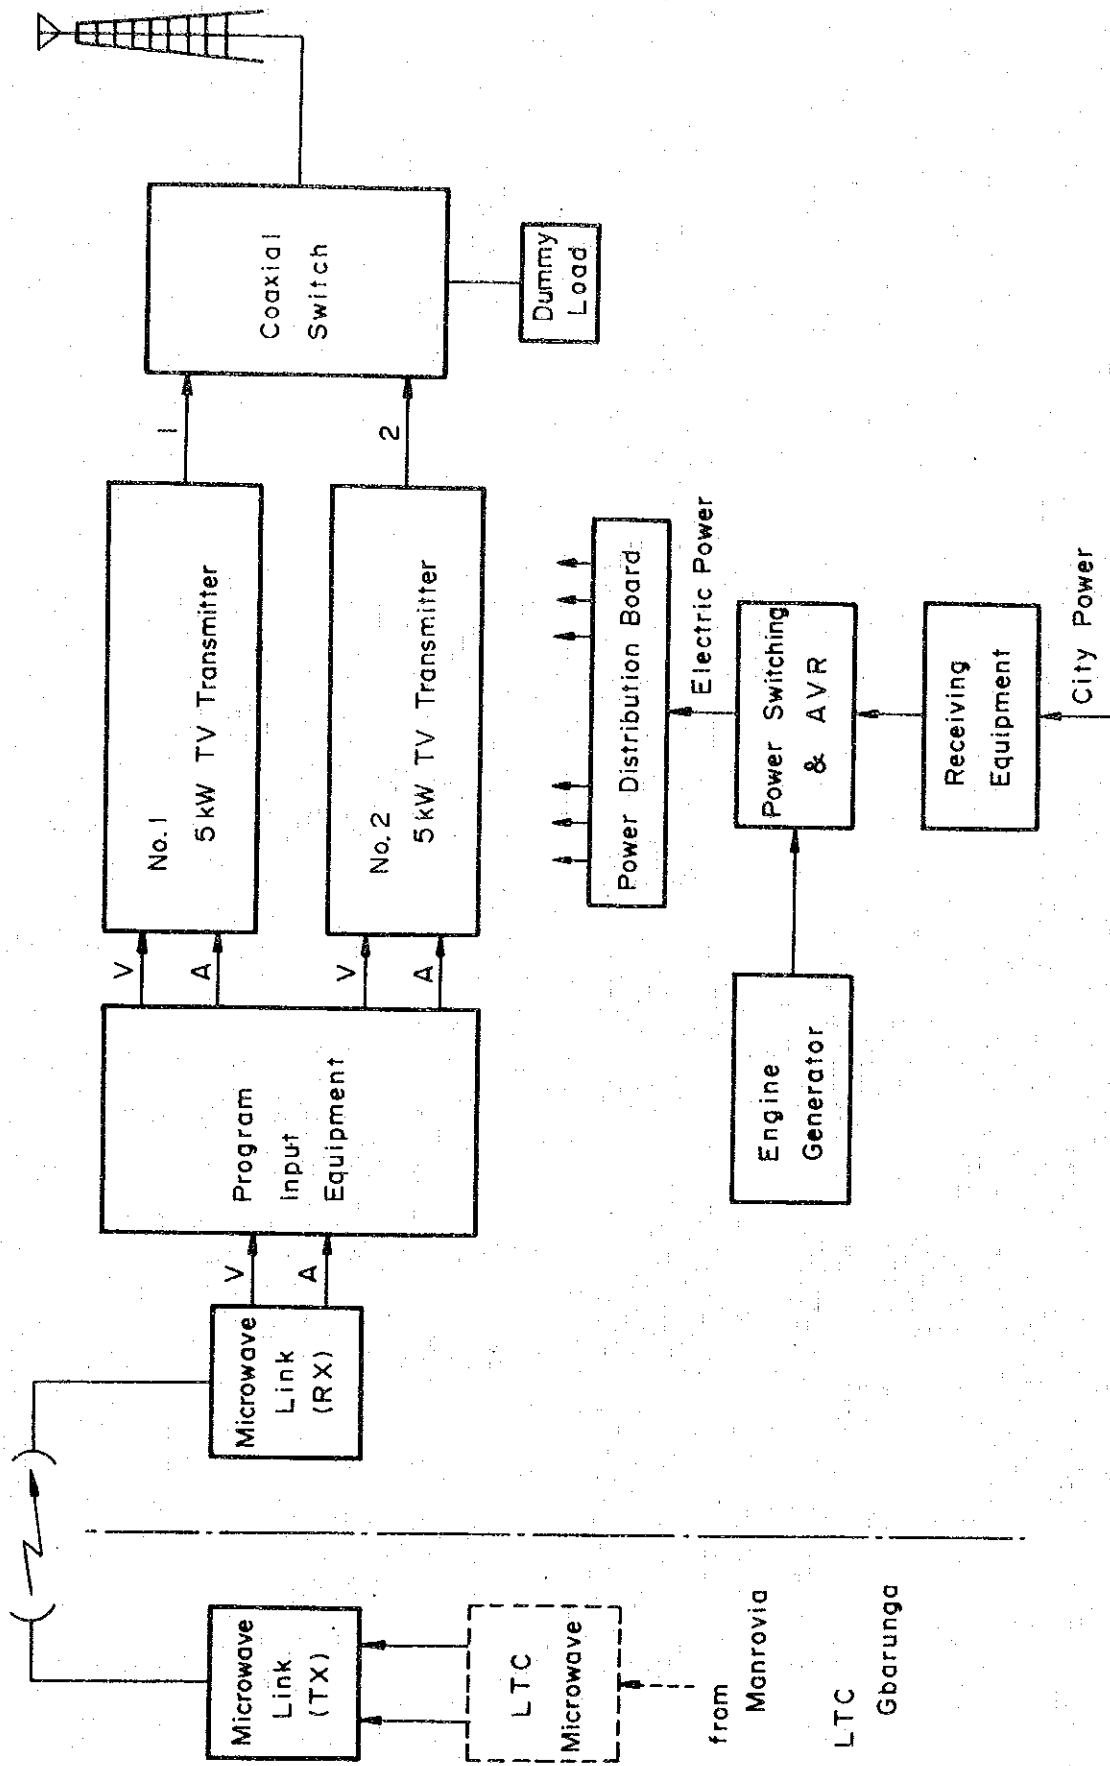 Microwave
Link
(TX)
LTC
Microwave
from
Manrovia
LTC
Gbarunga
Microwave
Link
(RX)
V
A
Program
Input
Equipment
V
A
V
A
No.1
5kW TV Transmitter
No.2
5kW TV Transmitter
1
2
Coaxial
Switch
Dummy
Load
Power Distribution Board
Electric Power
Power Switching
& AVR
Engine
Generator
Receiving
Equipment
City Power